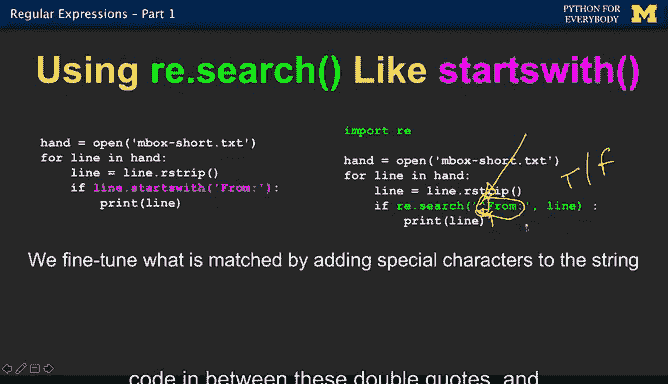 Regular Expressions - Part 1
PYTHON FOR
EVERYBODY
M
Using re.search() Like startswith()
import re
hand = open('mbox-short.txt')
for line in hand:
line = line.rstrip()
if line.startswith('From:'):
print(line)
hand = open('mbox-short.txt')
for line in hand:
line = line.rstrip()
if re.search('From:', line) :
print(line)
T/F
We fine-tune what is matched by adding special characters to the string
code in between these double quotes, and